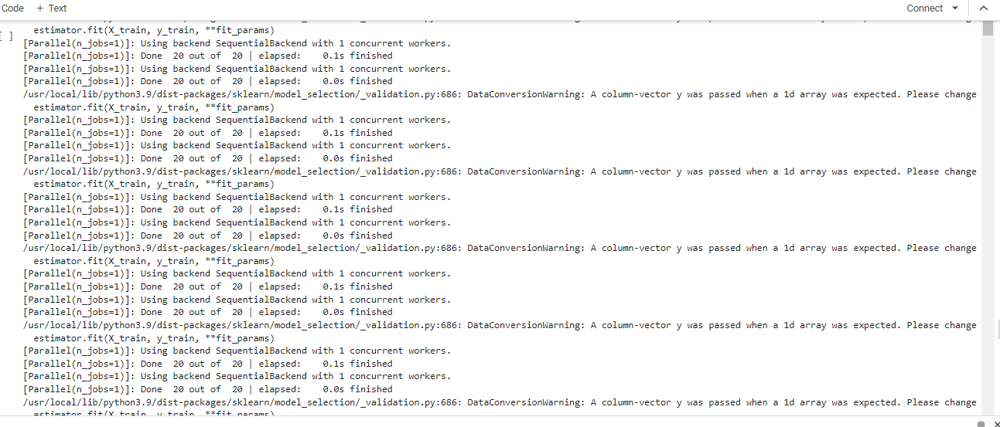 Code + Text Connect
estimator.fit(X_train, y_train, **fit_params)
[ ]
[Parallel(n_jobs=1)]: Using backend SequentialBackend with 1 concurrent workers.
[Parallel(n_jobs=1)]: Done  20 out of  20 | elapsed:    0.1s finished
[Parallel(n_jobs=1)]: Using backend SequentialBackend with 1 concurrent workers.
[Parallel(n_jobs=1)]: Done  20 out of  20 | elapsed:    0.0s finished
/usr/local/lib/python3.9/dist-packages/sklearn/model_selection/_validation.py:686: DataConversionWarning: A column-vector y was passed when a 1d array was expected. Please change
estimator.fit(X_train, y_train, **fit_params)
[Parallel(n_jobs=1)]: Using backend SequentialBackend with 1 concurrent workers.
[Parallel(n_jobs=1)]: Done  20 out of  20 | elapsed:    0.1s finished
[Parallel(n_jobs=1)]: Using backend SequentialBackend with 1 concurrent workers.
[Parallel(n_jobs=1)]: Done  20 out of  20 | elapsed:    0.0s finished
/usr/local/lib/python3.9/dist-packages/sklearn/model_selection/_validation.py:686: DataConversionWarning: A column-vector y was passed when a 1d array was expected. Please change
estimator.fit(X_train, y_train, **fit_params)
[Parallel(n_jobs=1)]: Using backend SequentialBackend with 1 concurrent workers.
[Parallel(n_jobs=1)]: Done  20 out of  20 | elapsed:    0.1s finished
[Parallel(n_jobs=1)]: Using backend SequentialBackend with 1 concurrent workers.
[Parallel(n_jobs=1)]: Done  20 out of  20 | elapsed:    0.0s finished
/usr/local/lib/python3.9/dist-packages/sklearn/model_selection/_validation.py:686: DataConversionWarning: A column-vector y was passed when a 1d array was expected. Please change
estimator.fit(X_train, y_train, **fit_params)
[Parallel(n_jobs=1)]: Using backend SequentialBackend with 1 concurrent workers.
[Parallel(n_jobs=1)]: Done  20 out of  20 | elapsed:    0.1s finished
[Parallel(n_jobs=1)]: Using backend SequentialBackend with 1 concurrent workers.
[Parallel(n_jobs=1)]: Done  20 out of  20 | elapsed:    0.0s finished
/usr/local/lib/python3.9/dist-packages/sklearn/model_selection/_validation.py:686: DataConversionWarning: A column-vector y was passed when a 1d array was expected. Please change
estimator.fit(X_train, y_train, **fit_params)
[Parallel(n_jobs=1)]: Using backend SequentialBackend with 1 concurrent workers.
[Parallel(n_jobs=1)]: Done  20 out of  20 | elapsed:    0.1s finished
[Parallel(n_jobs=1)]: Using backend SequentialBackend with 1 concurrent workers.
[Parallel(n_jobs=1)]: Done  20 out of  20 | elapsed:    0.0s finished
/usr/local/lib/python3.9/dist-packages/sklearn/model_selection/_validation.py:686: DataConversionWarning: A column-vector y was passed when a 1d array was expected. Please change
estimator.fit(X_train, y_train, **fit_params)